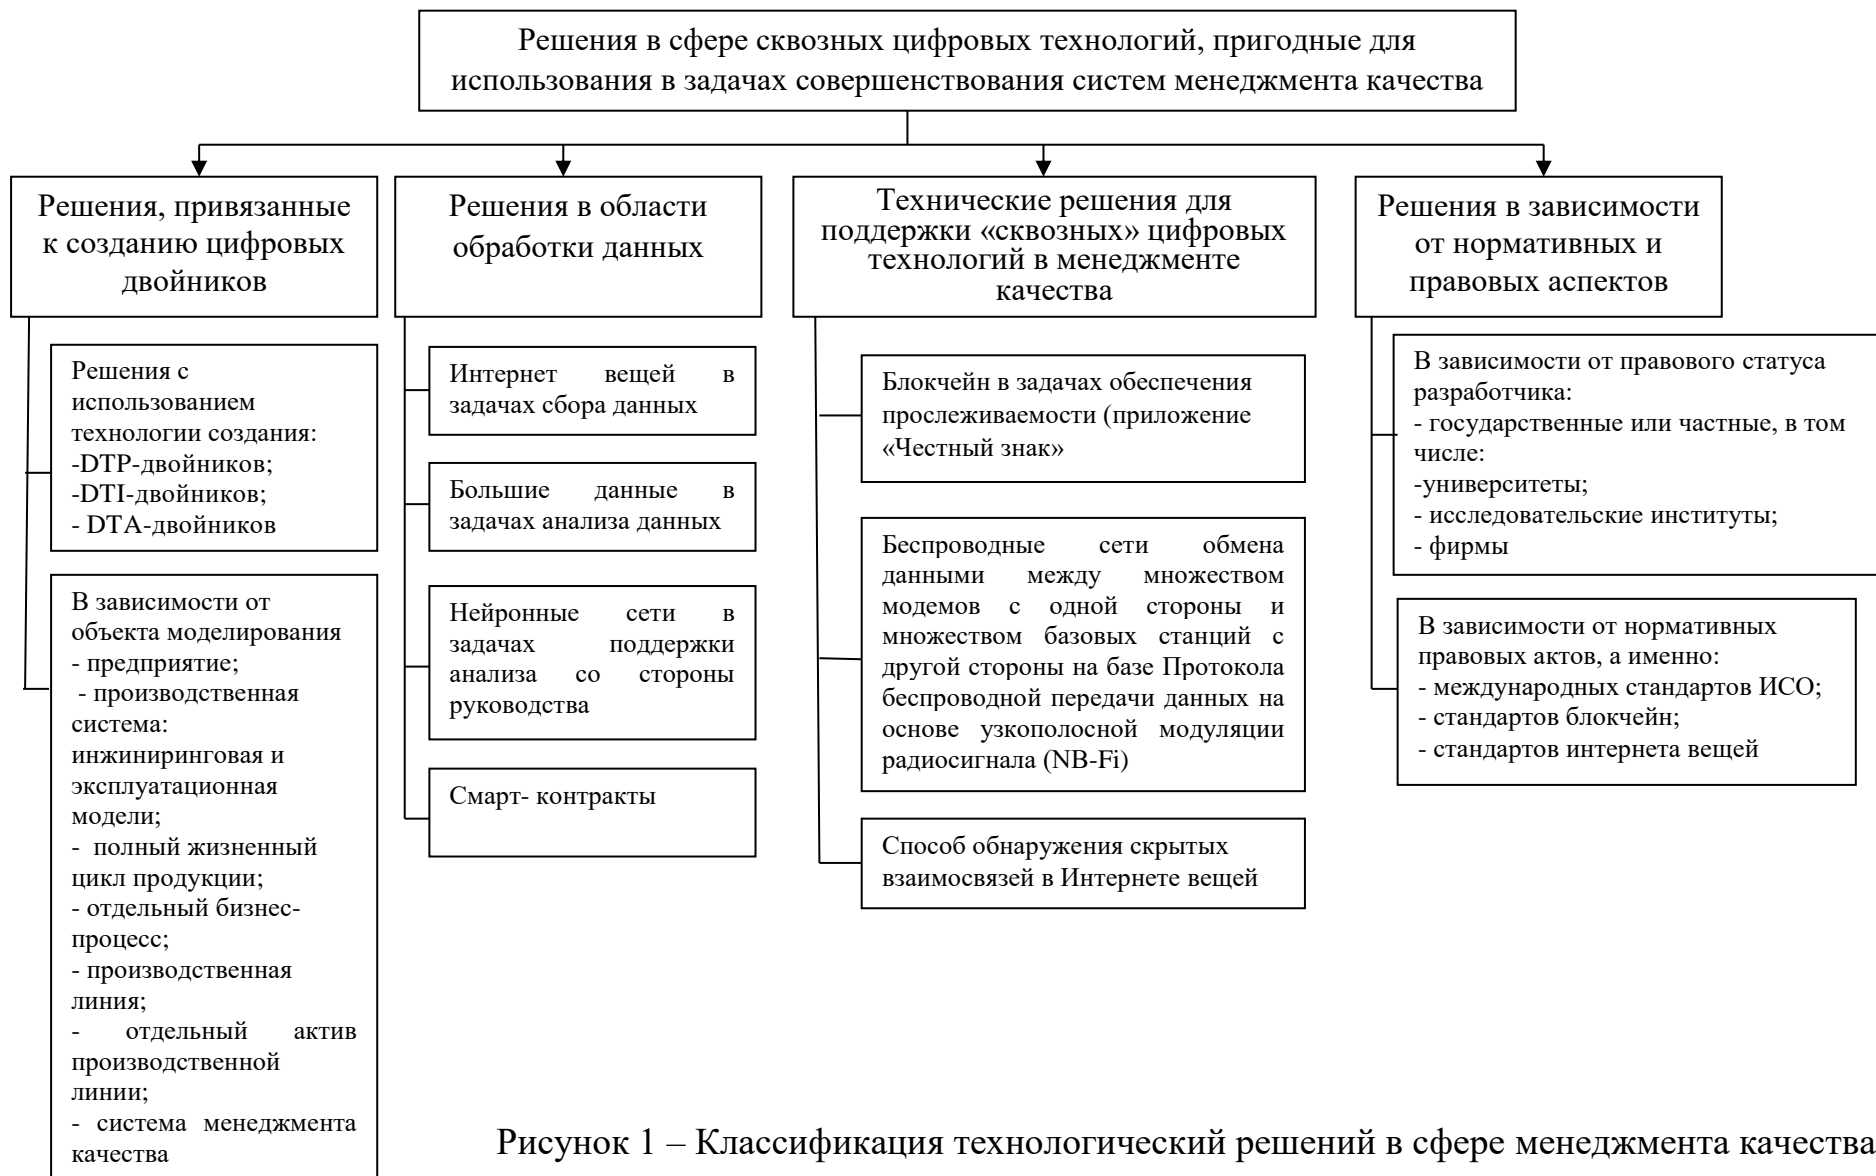 Решения в сфере сквозных цифровых технологий, пригодные для
использования в задачах совершенствования систем менеджмента качества
Решения, привязанные
к созданию цифровых
двойников
Решения с
использованием
технологии создания:
-DTP-двойников;
-DTI-двойников;
- DTA-двойников
В зависимости от
объекта моделирования
- предприятие;
- производственная
система:
инжиниринговая и
эксплуатационная
модели;
- полный жизненный
цикл продукции;
- отдельный бизнес-
процесс;
- производственная
линия;
- отдельный актив
производственной
линии;
- система менеджмента
качества
Решения в области
обработки данных
Интернет вещей в
задачах сбора данных
Большие данные в
задачах анализа данных
Нейронные сети в
задачах поддержки
анализа со стороны
руководства
Смарт- контракты
Технические решения для
поддержки «сквозных» цифровых
технологий в менеджменте
качества
Блокчейн в задачах обеспечения
прослеживаемости (приложение
«Честный знак»
Беспроводные сети обмена
данными между множеством
модемов с одной стороны и
множеством базовых станций с
другой стороны на базе Протокола
беспроводной передачи данных на
основе узкополосной модуляции
радиосигнала (NB-Fi)
Способ обнаружения скрытых
взаимосвязей в Интернете вещей
Решения в зависимости
от нормативных и
правовых аспектов
В зависимости от правового статуса
разработчика:
- государственные или частные, в том
числе:
-университеты;
- исследовательские институты;
- фирмы
В зависимости от нормативных
правовых актов, а именно:
- международных стандартов ИСО;
- стандартов блокчейн;
- стандартов интернета вещей
Рисунок 1 – Классификация технологический решений в сфере менеджмента качества